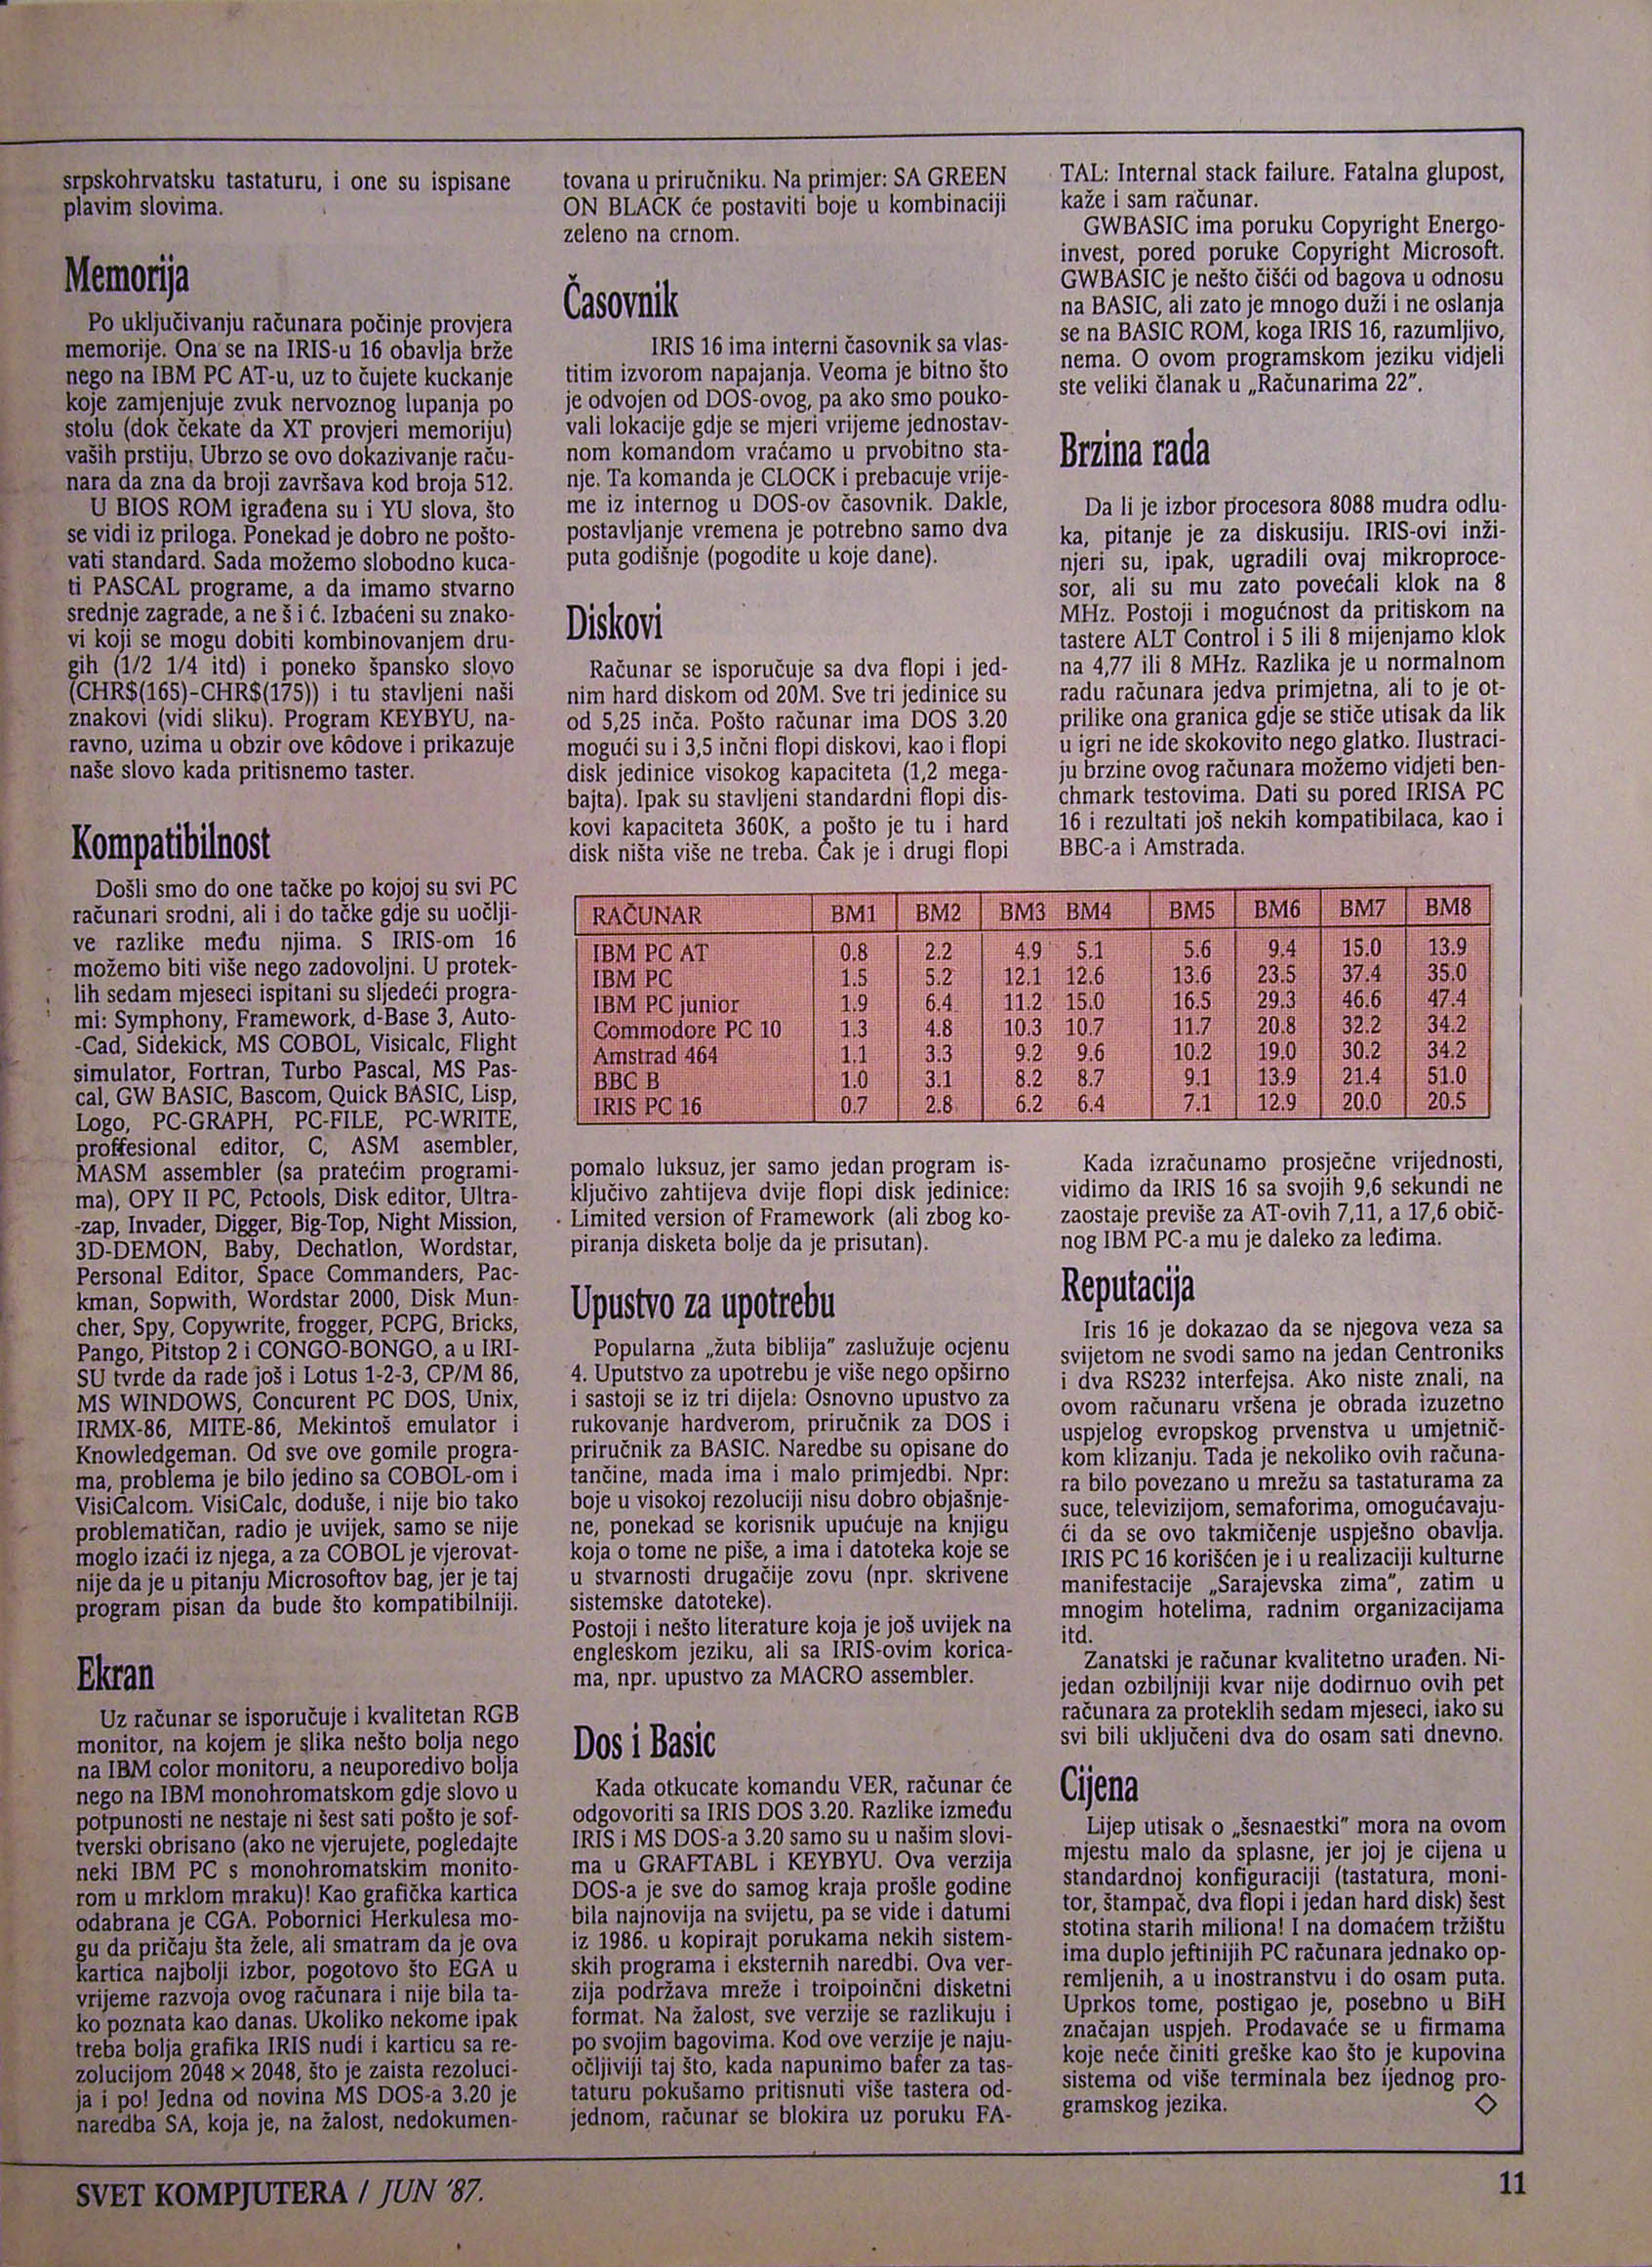 srpskohrvatsku tastaturu, i one su ispisane
plavim slovima.
Memorija
Po uključivanju računara počinje provjera
memorije. Ona se na IRIS-u 16 obavlja brže
nego na IBM PC AT-u, uz to čujete kuckanje
koje zamjenjuje zvuk nervoznog lupanja po
stolu (dok čekate da XT provjeri memoriju)
vaših prstiju. Ubrzo se ovo dokazivanje raču-
nara da zna da broji završava kod broja 512.
U BIOS ROM igrađena su i YU slova, što
se vidi iz priloga. Ponekad je dobro ne pošto-
vati standard. Sada možemo slobodno kuca-
ti PASCAL programe, a da imamo stvarno
srednje zagrade, a ne š i ć. Izbaćeni su znako-
vi koji se mogu dobiti kombinovanjem dru-
gih (1/2 1/4 itd) i poneko špansko slovo
(CHR$(165)-CHR$(175)) i tu stavljeni naši
znakovi (vidi sliku). Program KEYBYU, na-
ravno, uzima u obzir ove kôdove i prikazuje
naše slovo kada pritisnemo taster.
Kompatibilnost
Došli smo do one tačke po kojoj su svi PC
računari srodni, ali i do tačke gdje su uočlji-
ve razlike među njima. S IRIS-om 16
možemo biti više nego zadovoljni. U protek-
lih sedam mjeseci ispitani su sljedeći progra-
mi: Symphony, Framework, d-Base 3, Auto-
-Cad, Sidekick, MS COBOL, Visicalc, Flight
simulator, Fortran, Turbo Pascal, MS Pas-
cal, GW BASIC, Bascom, Quick BASIC, Lisp,
Logo, PC-GRAPH, PC-FILE, PC-WRITE,
proffesional editor, C, ASM asembler,
MASM assembler (sa pratećim programi-
ma), OPY II PC, Pctools, Disk editor, Ultra-
-zap, Invader, Digger, Big-Top, Night Mission,
3D-DEMON, Baby, Dechatlon, Wordstar,
Personal Editor, Space Commanders, Pac-
kman, Sopwith, Wordstar 2000, Disk Mun-
cher, Spy, Copywrite, frogger, PCPG, Bricks,
Pango, Pitstop 2 i CONGO-BONGO, a u IRI-
SU tvrde da rade još i Lotus 1-2-3, CP/M 86,
MS WINDOWS, Concurent PC DOS, Unix,
IRMX-86, MITE-86, Mekintoš emulator i
Knowledgeman. Od sve ove gomile progra-
ma, problema je bilo jedino sa COBOL-om i
VisiCalcom. VisiCalc, doduše, i nije bio tako
problematičan, radio je uvijek, samo se nije
moglo izaći iz njega, a za COBOL je vjerovat-
nije da je u pitanju Microsoftov bag, jer je taj
program pisan da bude što kompatibilniji.
Ekran
Uz računar se isporučuje i kvalitetan RGB
monitor, na kojem je slika nešto bolja nego
na IBM color monitoru, a neuporedivo bolja
nego na IBM monohromatskom gdje slovo u
potpunosti ne nestaje ni šest sati pošto je sof-
tverski obrisano (ako ne vjerujete, pogledajte
neki IBM PC s monohromatskim monito-
rom u mrklom mraku)! Kao grafička kartica
odabrana je CGA. Pobornici Herkulesa mo-
gu da pričaju šta žele, ali smatram da je ova
kartica najbolji izbor, pogotovo što EGA u
vrijeme razvoja ovog računara i nije bila ta-
ko poznata kao danas. Ukoliko nekome ipak
treba bolja grafika IRIS nudi i karticu sa re-
zolucijom 2048 × 2048, što je zaista rezoluci-
ja i po! Jedna od novina MS DOS-a 3.20 je
naredba SA, koja je, na žalost, nedokumen-
tovana u priručniku. Na primjer: SA GREEN
ON BLACK će postaviti boje u kombinaciji
zeleno na crnom.
Časovnik
IRIS 16 ima interni časovnik sa vlas-
titim izvorom napajanja. Veoma je bitno što
je odvojen od DOS-ovog, pa ako smo pouko-
vali lokacije gdje se mjeri vrijeme jednostav-
nom komandom vraćamo u prvobitno sta-
nje. Ta komanda je CLOCK i prebacuje vrije-
me iz internog u DOS-ov časovnik. Dakle,
postavljanje vremena je potrebno samo dva
puta godišnje (pogodite u koje dane).
Diskovi
Računar se isporučuje sa dva flopi i jed-
nim hard diskom od 20M. Sve tri jedinice su
od 5,25 inča. Pošto računar ima DOS 3.20
mogući su i 3,5 inčni flopi diskovi, kao i flopi
disk jedinice visokog kapaciteta (1,2 mega-
bajta). Ipak su stavljeni standardni flopi dis-
kovi kapaciteta 360K, a pošto je tu i hard
disk ništa više ne treba. Čak je i drugi flopi
TAL: Internal stack failure. Fatalna glupost,
kaže i sam računar.
GWBASIC ima poruku Copyright Energo-
invest, pored poruke Copyright Microsoft.
GWBASIC je nešto čišći od bagova u odnosu
na BASIC, ali zato je mnogo duži i ne oslanja
se na BASIC ROM, koga IRIS 16, razumljivo,
nema. O ovom programskom jeziku vidjeli
ste veliki članak u „Računarima 22”.
Brzina rada
Da li je izbor procesora 8088 mudra odlu-
ka, pitanje je za diskusiju. IRIS-ovi inži-
njeri su, ipak, ugradili ovaj mikroproce-
sor, ali su mu zato povećali klok na 8
MHz. Postoji i mogućnost da pritiskom na
tastere ALT Control i 5 ili 8 mijenjamo klok
na 4,77 ili 8 MHz. Razlika je u normalnom
radu računara jedva primjetna, ali to je ot-
prilike ona granica gdje se stiče utisak da lik
u igri ne ide skokovito nego glatko. Ilustraci-
ju brzine ovog računara možemo vidjeti ben-
chmark testovima. Dati su pored IRISA PC
16 i rezultati još nekih kompatibilaca, kao i
BBC-a i Amstrada.
RAČUNAR BM1 BM2 BM3 BM4 BM5 BM6 BM7 BM8
IBM PC AT 0.8 2.2 4.9 5.1 5.6 9.4 15.0 13.9
IBM PC 1.5 5.2 12.1 12.6 13.6 23.5 37.4 35.0
IBM PC junior 1.9 6.4 11.2 15.0 16.5 29.3 46.6 47.4
Commodore PC 10 1.3 4.8 10.3 10.7 11.7 20.8 32.2 34.2
Amstrad 464 1.1 3.3 9.2 9.6 10.2 19.0 30.2 34.2
BBC B 1.0 3.1 8.2 8.7 9.1 13.9 21.4 51.0
IRIS PC 16 0.7 2.8 6.2 6.4 7.1 12.9 20.0 20.5
pomalo luksuz, jer samo jedan program is-
ključivo zahtijeva dvije flopi disk jedinice:
Limited version of Framework (ali zbog ko-
piranja disketa bolje da je prisutan).
Upustvo za upotrebu
Popularna „žuta biblija” zaslužuje ocjenu
4. Uputstvo za upotrebu je više nego opširno
i sastoji se iz tri dijela: Osnovno upustvo za
rukovanje hardverom, priručnik za DOS i
priručnik za BASIC. Naredbe su opisane do
tančine, mada ima i malo primjedbi. Npr:
boje u visokoj rezoluciji nisu dobro objašnje-
ne, ponekad se korisnik upućuje na knjigu
koja o tome ne piše, a ima i datoteka koje se
u stvarnosti drugačije zovu (npr. skrivene
sistemske datoteke).
Postoji i nešto literature koja je još uvijek na
engleskom jeziku, ali sa IRIS-ovim korica-
ma, npr. upustvo za MACRO assembler.
Dos i Basic
Kada otkucate komandu VER, računar će
odgovoriti sa IRIS DOS 3.20. Razlike između
IRIS i MS DOS-a 3.20 samo su u našim slovi-
ma u GRAFTABL i KEYBYU. Ova verzija
DOS-a je sve do samog kraja prošle godine
bila najnovija na svijetu, pa se vide i datumi
iz 1986. u kopirajt porukama nekih sistem-
skih programa i eksternih naredbi. Ova ver-
zija podržava mreže i troipoinčni disketni
format. Na žalost, sve verzije se razlikuju i
po svojim bagovima. Kod ove verzije je naju-
očljiviji taj što, kada napunimo bafer za tas-
taturu pokušamo pritisnuti više tastera od-
jednom, računar se blokira uz poruku FA-
Kada izračunamo prosječne vrijednosti,
vidimo da IRIS 16 sa svojih 9,6 sekundi ne
zaostaje previše za AT-ovih 7,11, a 17,6 obič-
nog IBM PC-a mu je daleko za leđima.
Reputacija
Iris 16 je dokazao da se njegova veza sa
svijetom ne svodi samo na jedan Centroniks
i dva RS232 interfejsa. Ako niste znali, na
ovom računaru vršena je obrada izuzetno
uspjelog evropskog prvenstva u umjetnič-
kom klizanju. Tada je nekoliko ovih računa-
ra bilo povezano u mrežu sa tastaturama za
suce, televizijom, semaforima, omogućavaju-
ći da se ovo takmičenje uspješno obavlja.
IRIS PC 16 korišćen je i u realizaciji kulturne
manifestacije „Sarajevska zima”, zatim u
mnogim hotelima, radnim organizacijama
itd.
Zanatski je računar kvalitetno urađen. Ni-
jedan ozbiljniji kvar nije dodirnuo ovih pet
računara za proteklih sedam mjeseci, iako su
svi bili uključeni dva do osam sati dnevno.
Cijena
Lijep utisak o „šesnaestki” mora na ovom
mjestu malo da splasne, jer joj je cijena u
standardnoj konfiguraciji (tastatura, moni-
tor, štampač, dva flopi i jedan hard disk) šest
stotina starih miliona! I na domaćem tržištu
ima duplo jeftinijih PC računara jednako op-
remljenih, a u inostranstvu i do osam puta.
Uprkos tome, postigao je, posebno u BiH
značajan uspjeh. Prodavaće se u firmama
koje neće činiti greške kao što je kupovina
sistema od više terminala bez ijednog pro-
gramskog jezika.
SVET KOMPJUTERA / JUN '87.
11